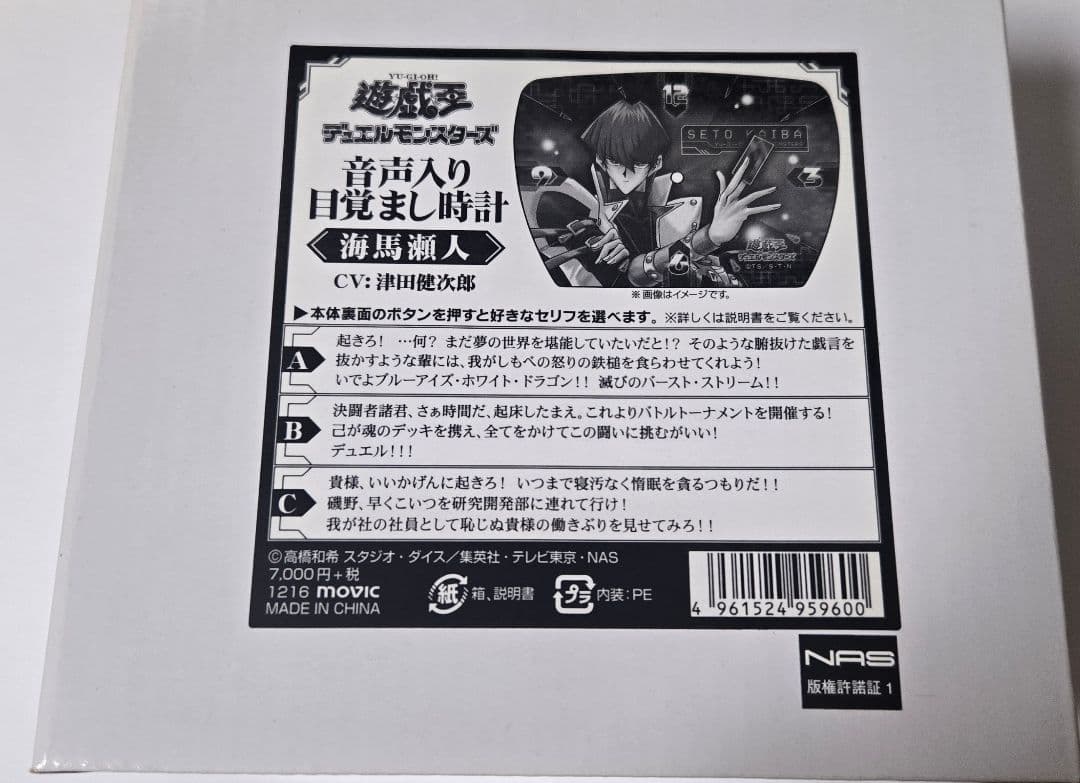 YU-GI-OH!
遊戯王
デュエルモンスターズ
音声入り
目覚まし時計
海馬瀬人
CV: 津田健次郎
12
SETO KAIBA
3
6
9
遊戯王
デュエルモンスターズ
©TS/S・T・N
※画像はイメージです。
▶本体裏面のボタンを押すと好きなセリフを選べます。※詳しくは説明書をご覧ください。
A
起きろ! …何? まだ夢の世界を堪能していたいだと!? そのような腑抜けた戯言を
抜かすような輩には、我がしもべの怒りの鉄槌を食らわせてくれよう!
いでよブルーアイズ・ホワイト・ドラゴン!! 滅びのバースト・ストリーム!!
B
決闘者諸君、さぁ時間だ、起床したまえ。これよりバトルトーナメントを開催する!
己が魂のデッキを携え、全てをかけてこの闘いに挑むがいい!
デュエル!!!
C
貴様、いいかげんに起きろ! いつまで寝汚なく惰眠を貪るつもりだ!!
磯野、早くこいつを研究開発部に連れて行け!
我が社の社員として恥じぬ貴様の働きぶりを見せてみろ!!
©高橋和希 スタジオ・ダイス/集英社・テレビ東京・NAS
7,000円+税
1216 movic
MADE IN CHINA
紙 箱、説明書
プラ 内装:PE
4 961524 959600
NAS
版権許諾証 1